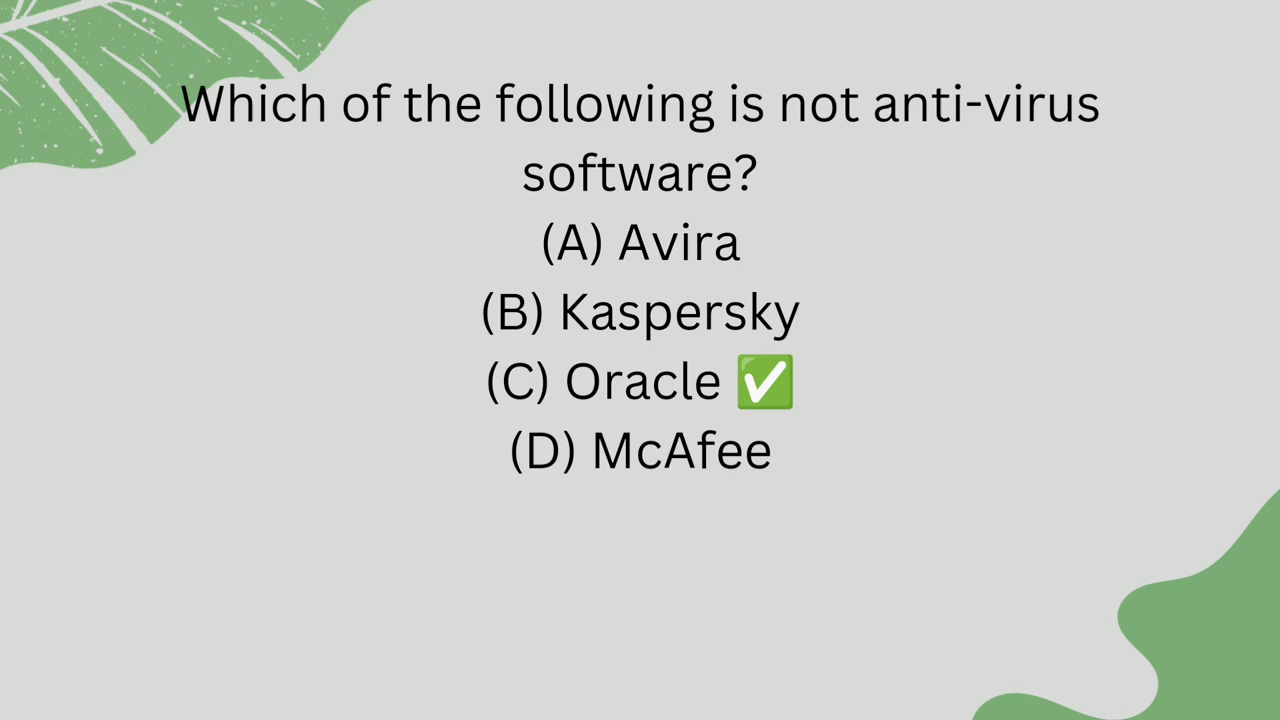 Which of the following is not anti-virus
software?
(A) Avira
(B) Kaspersky
(C) Oracle ✅
(D) McAfee